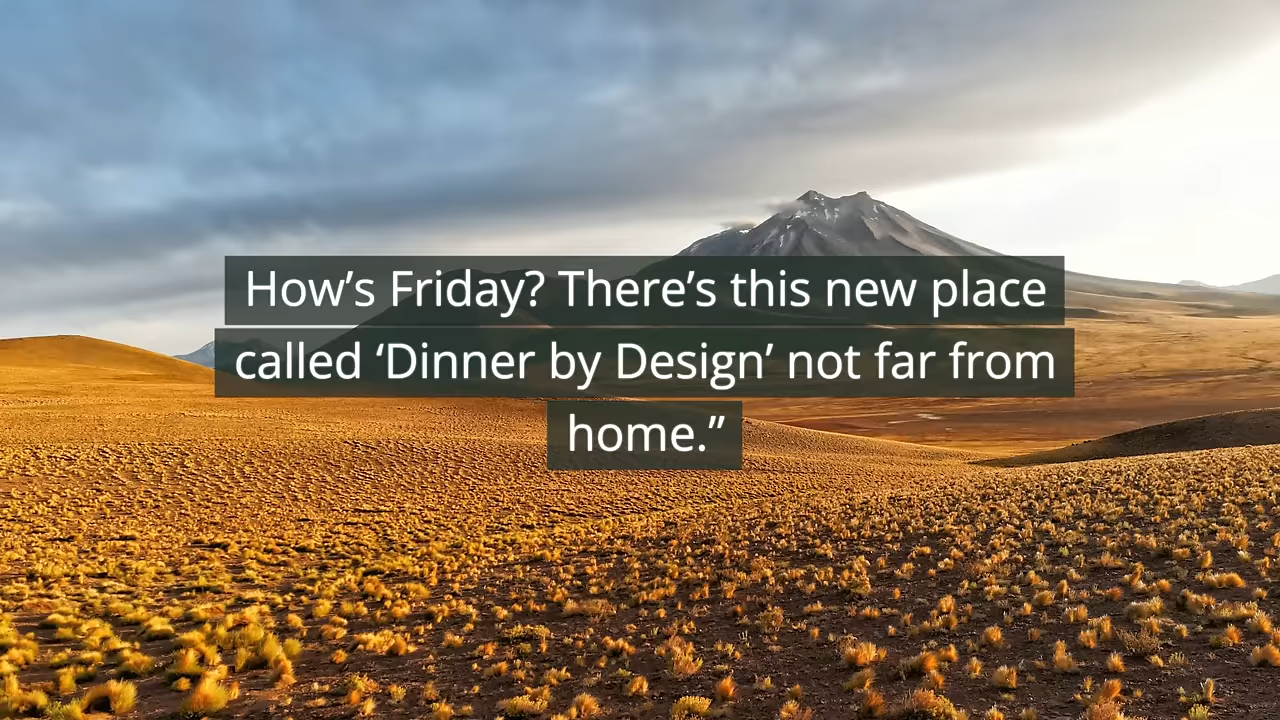 How’s Friday? There’s this new place
called ‘Dinner by Design’ not far from
home.”